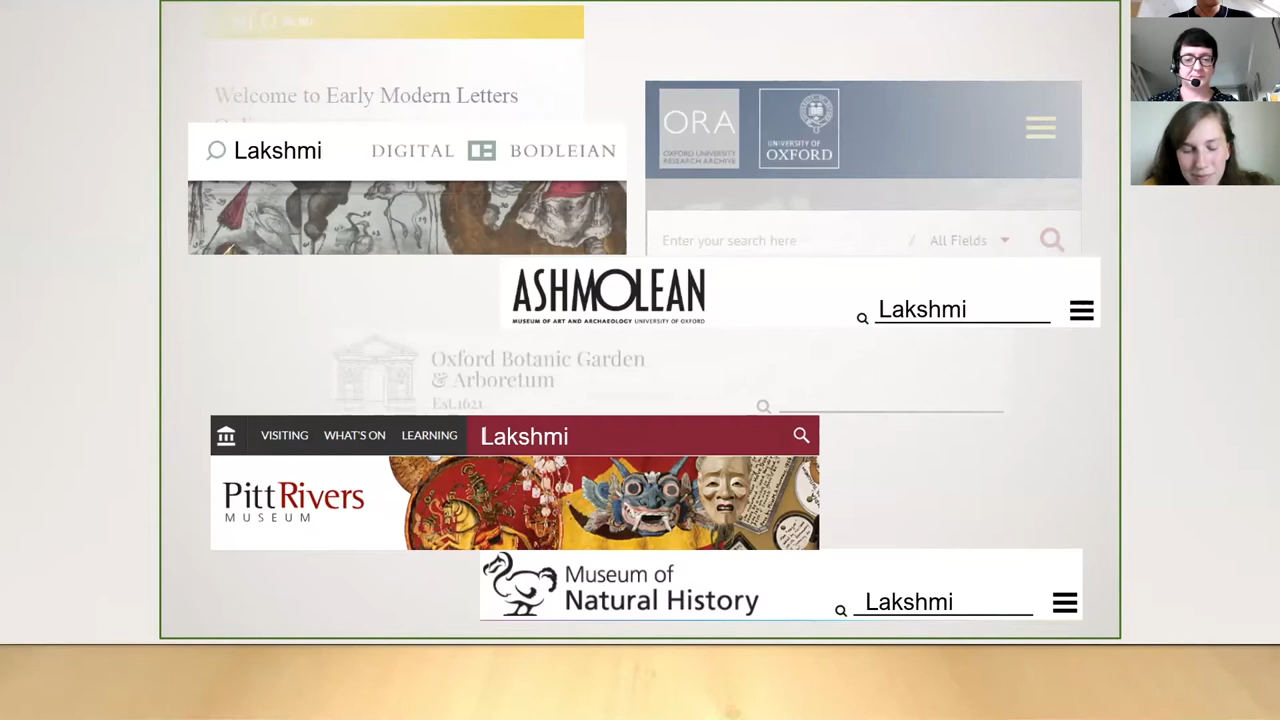 Welcome to Early Modern Letters
Lakshmi
DIGITAL BODLEIAN
ORA
OXFORD UNIVERSITY
RESEARCH ARCHIVE
UNIVERSITY OF
OXFORD
Enter your search here / All Fields
ASHMOLEAN
MUSEUM OF ART AND ARCHAEOLOGY UNIVERSITY OF OXFORD
Lakshmi
Oxford Botanic Garden
& Arboretum
Est.1621
VISITING WHAT'S ON LEARNING Lakshmi
PittRivers
MUSEUM
Museum of
Natural History
Lakshmi